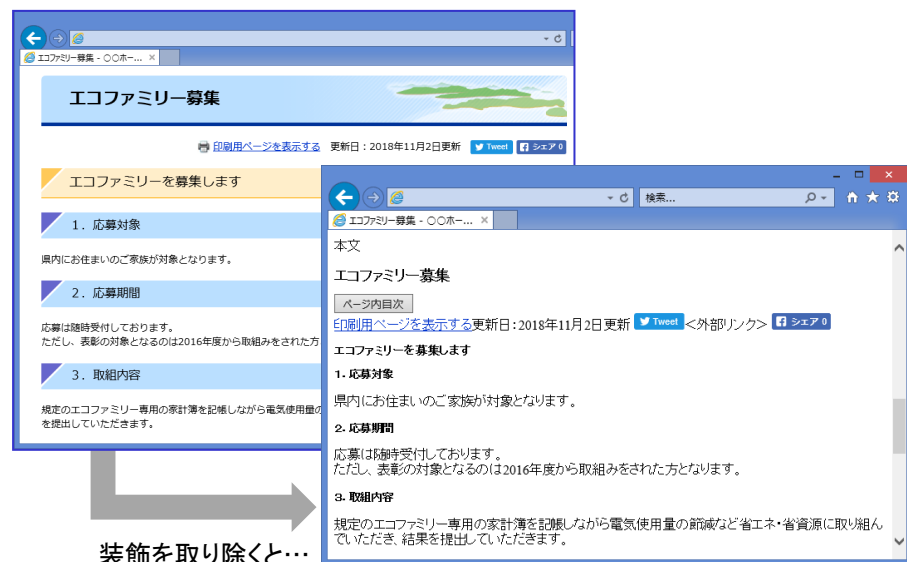 エコファミリー募集 - ○○ホー... ×
エコファミリー募集
印刷用ページを表示する 更新日：2018年11月2日更新 Tweet シェア 0
エコファミリーを募集します
1. 応募対象
県内にお住まいのご家族が対象となります。
2. 応募期間
応募は随時受付しております。
ただし、表彰の対象となるのは2016年度から取組みをされた方
3. 取組内容
規定のエコファミリー専用の家計簿を記帳しながら電気使用量の
を提出していただきます。
検索...
エコファミリー募集 - ○○ホー... ×
本文
エコファミリー募集
ページ内目次
印刷用ページを表示する更新日：2018年11月2日更新 Tweet <外部リンク> シェア 0
エコファミリーを募集します
1. 応募対象
県内にお住まいのご家族が対象となります。
2. 応募期間
応募は随時受付しております。
ただし、表彰の対象となるのは2016年度から取組みをされた方となります。
3. 取組内容
規定のエコファミリー専用の家計簿を記帳しながら電気使用量の節減など省エネ・省資源に取り組ん
でいただき、結果を提出していただきます。
装飾を取り除くと…